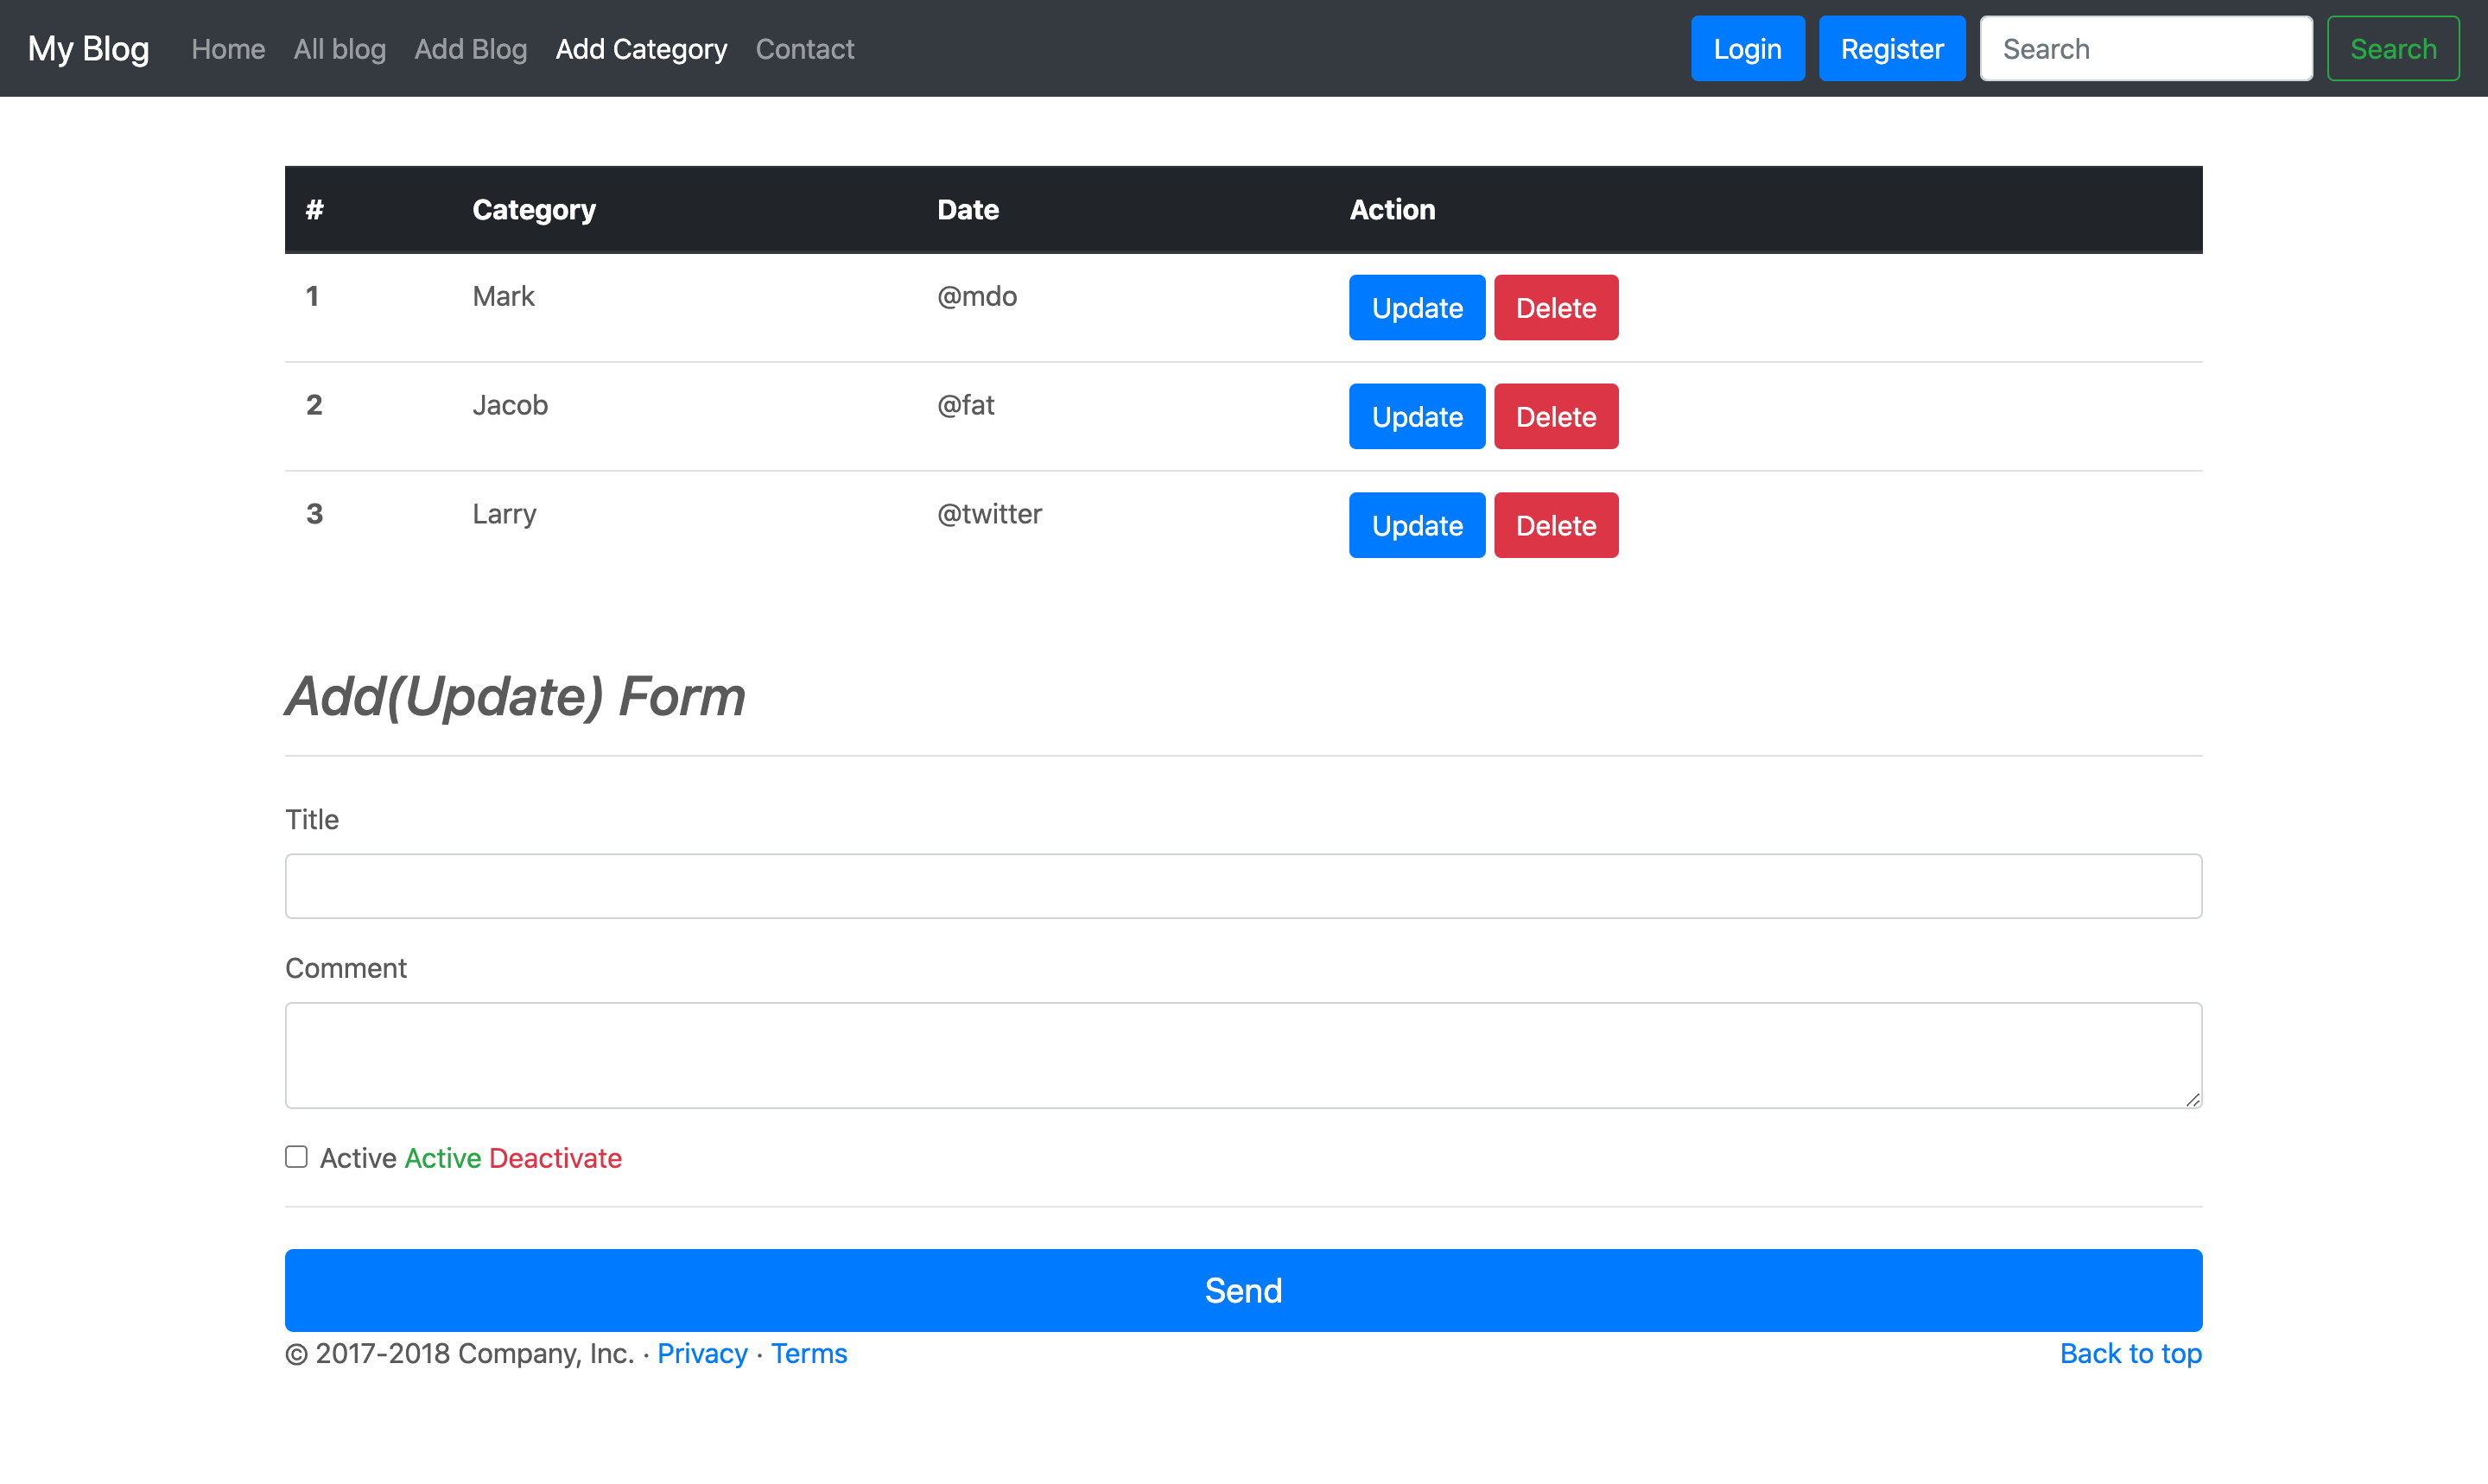 My Blog Home All blog Add Blog Add Category Contact Login Register Search Search
# Category Date Action
1 Mark @mdo Update Delete
2 Jacob @fat Update Delete
3 Larry @twitter Update Delete
Add(Update) Form
Title
Comment
Active Active Deactivate
Send
© 2017-2018 Company, Inc. · Privacy · Terms Back to top